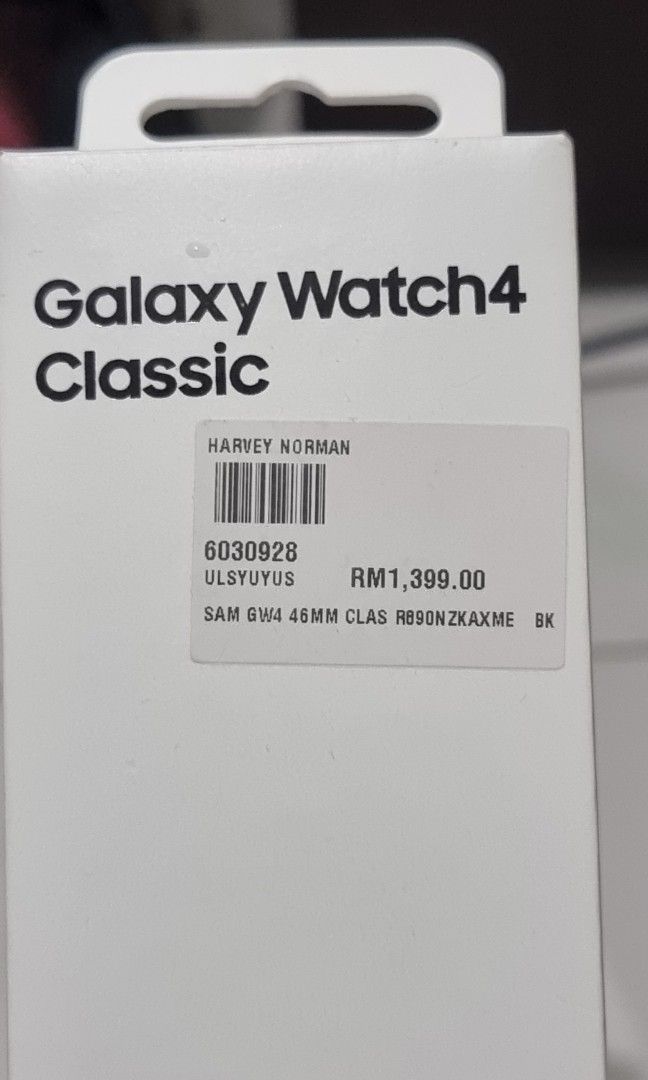 Galaxy Watch4
Classic
HARVEY NORMAN
6030928
ULSYUYUS RM1,399.00
SAM GW4 46MM CLAS R890NZKAXME BK